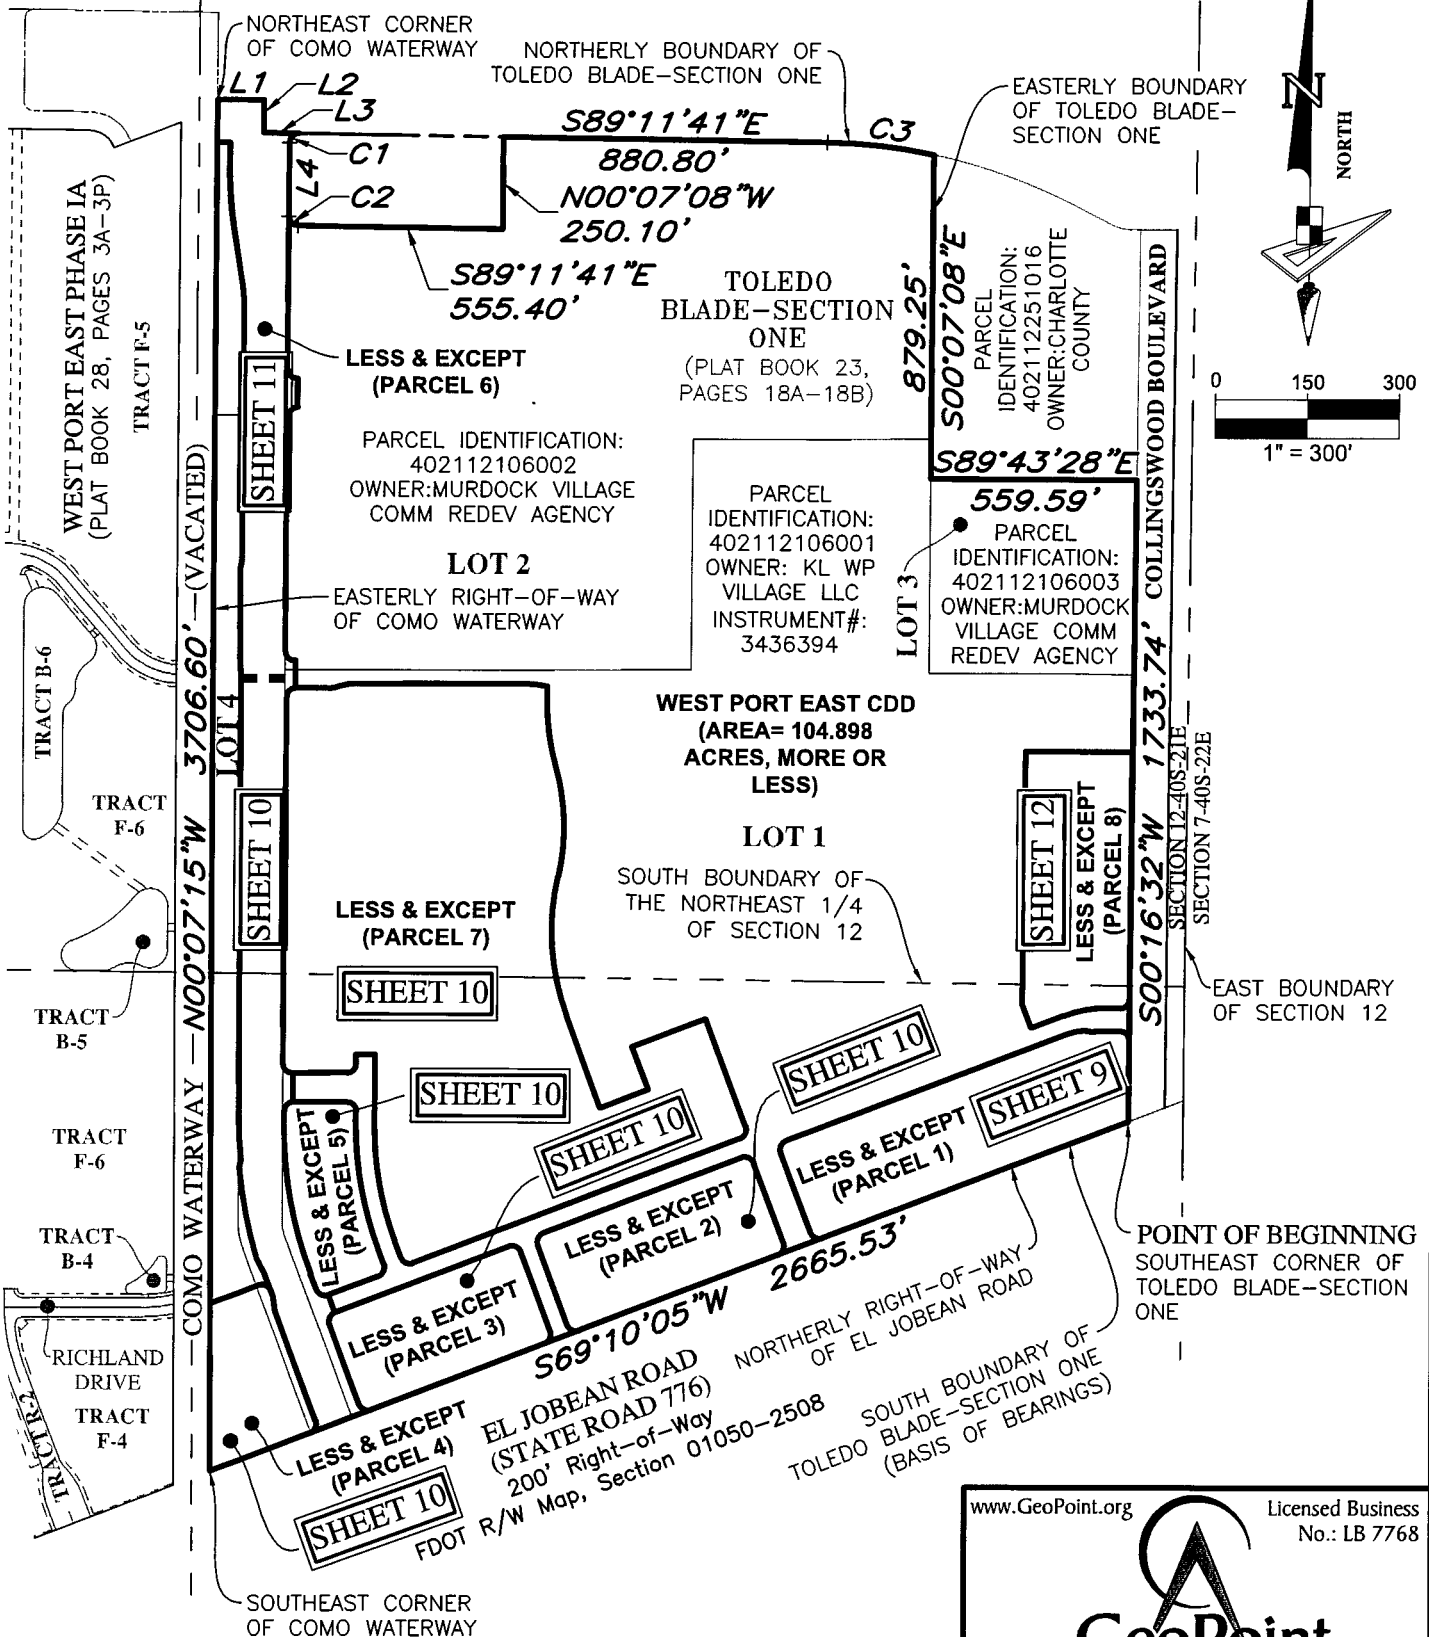 NORTHEAST CORNER
OF COMO WATERWAY
NORTHERLY BOUNDARY OF
TOLEDO BLADE-SECTION ONE
EASTERLY BOUNDARY
OF TOLEDO BLADE-
SECTION ONE
N
NORTH
L1
L2
L3
C1
L4
C2
S89°11'41"E
880.80'
C3
N00°07'08"W
250.10'
S89°11'41"E
555.40'
WEST PORT EAST PHASE IA
(PLAT BOOK 28, PAGES 3A-3P)
TRACT F-5
LESS & EXCEPT
(PARCEL 6)
SHEET 11
TOLEDO
BLADE-SECTION
ONE
(PLAT BOOK 23,
PAGES 18A-18B)
879.25'
S00°07'08"E
PARCEL
IDENTIFICATION:
402112251016
OWNER:CHARLOTTE
COUNTY
COLLINGSWOOD BOULEVARD
0 150 300
1" = 300'
PARCEL IDENTIFICATION:
402112106002
OWNER:MURDOCK VILLAGE
COMM REDEV AGENCY
LOT 2
EASTERLY RIGHT-OF-WAY
OF COMO WATERWAY
PARCEL
IDENTIFICATION:
402112106001
OWNER: KL WP
VILLAGE LLC
INSTRUMENT#:
3436394
S89°43'28"E
559.59'
LOT 3
PARCEL
IDENTIFICATION:
402112106003
OWNER:MURDOCK
VILLAGE COMM
REDEV AGENCY
TRACT B-6
COMO WATERWAY
N00°07'15"W
3706.60'
(VACATED)
LOT 4
WEST PORT EAST CDD
(AREA= 104.898
ACRES, MORE OR
LESS)
LOT 1
S00°16'32"W 1733.74'
SECTION 12-40S-21E
SECTION 7-40S-22E
TRACT
F-6
SHEET 10
LESS & EXCEPT
(PARCEL 7)
SHEET 10
SOUTH BOUNDARY OF
THE NORTHEAST 1/4
OF SECTION 12
SHEET 12
LESS & EXCEPT
(PARCEL 8)
EAST BOUNDARY
OF SECTION 12
TRACT
B-5
SHEET 10
SHEET 10
SHEET 10
SHEET 9
TRACT
F-6
LESS & EXCEPT
(PARCEL 5)
LESS & EXCEPT
(PARCEL 1)
LESS & EXCEPT
(PARCEL 2)
LESS & EXCEPT
(PARCEL 3)
TRACT
B-4
POINT OF BEGINNING
SOUTHEAST CORNER OF
TOLEDO BLADE-SECTION
ONE
S69°10'05"W 2665.53'
NORTHERLY RIGHT-OF-WAY
OF EL JOBEAN ROAD
SOUTH BOUNDARY OF
TOLEDO BLADE-SECTION ONE
(BASIS OF BEARINGS)
EL JOBEAN ROAD
(STATE ROAD 776)
200' Right-of-Way
FDOT R/W Map, Section 01050-2508
RICHLAND
DRIVE
TRACT
F-4
TRACT R-2
LESS & EXCEPT
(PARCEL 4)
SHEET 10
SOUTHEAST CORNER
OF COMO WATERWAY
www.GeoPoint.org
Licensed Business
No.: LB 7768
GeoPoint